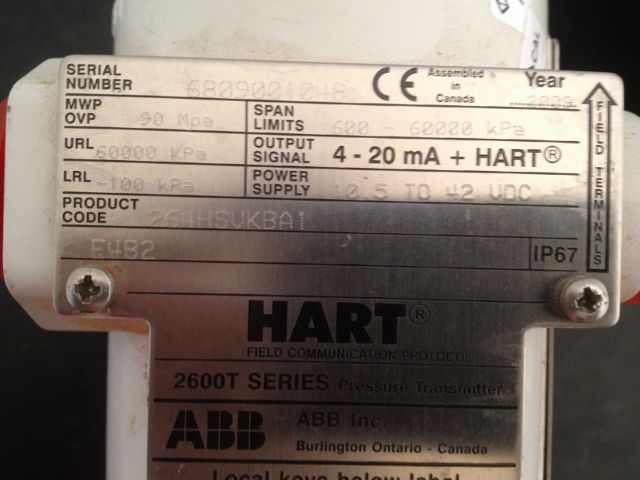 SERIAL NUMBER 6809001048 CE Assembled in Canada Year 2009
MWP OVP 90 Mpa SPAN LIMITS 600 - 60000 kPa
URL 60000 kPa OUTPUT SIGNAL 4 - 20 mA + HART®
LRL -100 kPa POWER SUPPLY 10.5 TO 42 VDC
PRODUCT CODE 264HSVKBA1
E4B2 IP67
FIELD TERMINALS
HART®
FIELD COMMUNICATION PROTOCOL
2600T SERIES Pressure Transmitter
ABB ABB Inc.
Burlington Ontario - Canada
Local keys below label